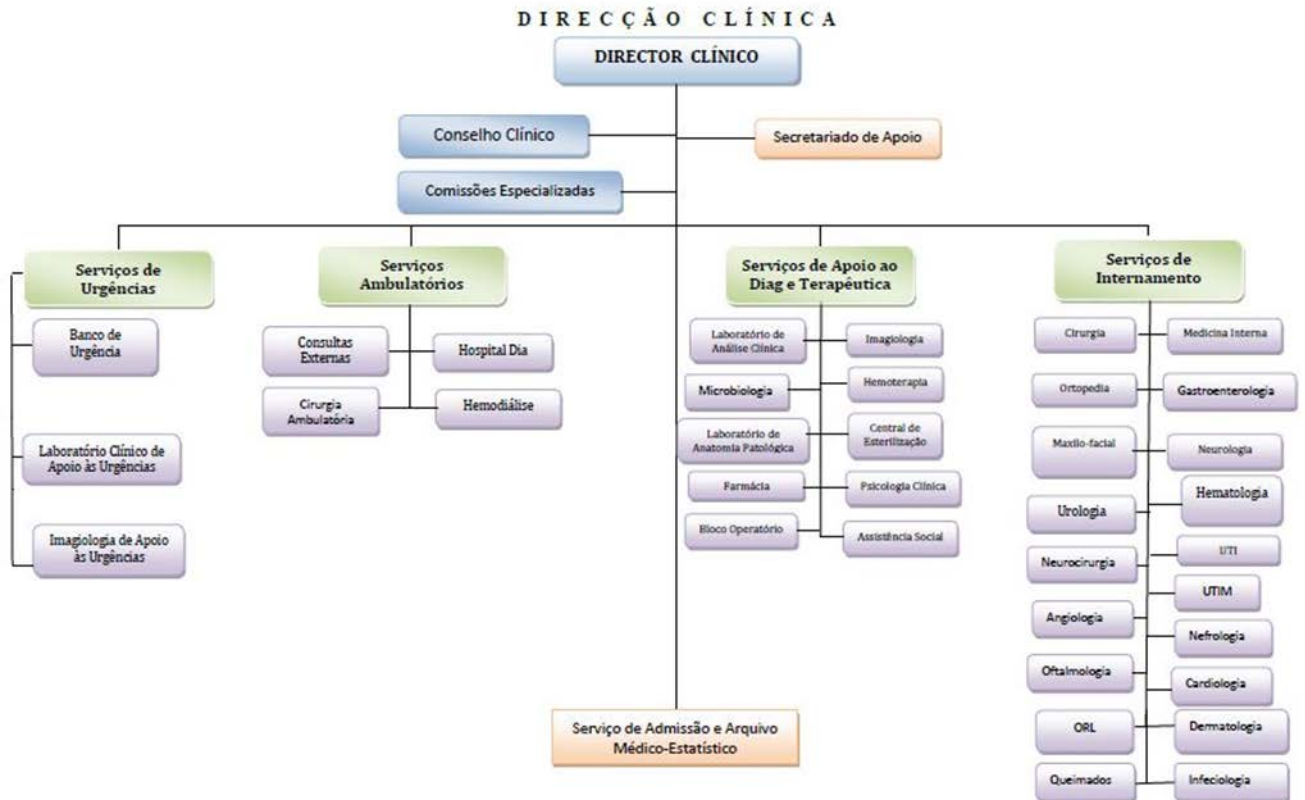 DIRECÇÃO CLÍNICA
DIRECTOR CLÍNICO
Conselho Clínico
Secretariado de Apoio
Comissões Especializadas
Serviços de
Urgências
Banco de
Urgência
Laboratório Clínico de
Apoio às Urgências
Imagiologia de Apoio
às Urgências
Serviços
Ambulatórios
Consultas
Externas
Hospital Dia
Cirurgia
Ambulatória
Hemodiálise
Serviços de Apoio ao
Diag e Terapêutica
Laboratório de
Análise Clínica
Imagiologia
Microbiologia
Hemoterapia
Laboratório de
Anatomia Patológica
Central de
Esterilização
Farmácia
Psicologia Clínica
Bloco Operatório
Assistência Social
Serviços de
Internamento
Cirurgia
Medicina Interna
Ortopedia
Gastroenterologia
Maxilo-facial
Neurologia
Urologia
Hematologia
Neurocirurgia
UTI
UTIM
Angiologia
Nefrologia
Oftalmologia
Cardiologia
ORL
Dermatologia
Queimados
Infeciologia
Serviço de Admissão e Arquivo
Médico-Estatístico